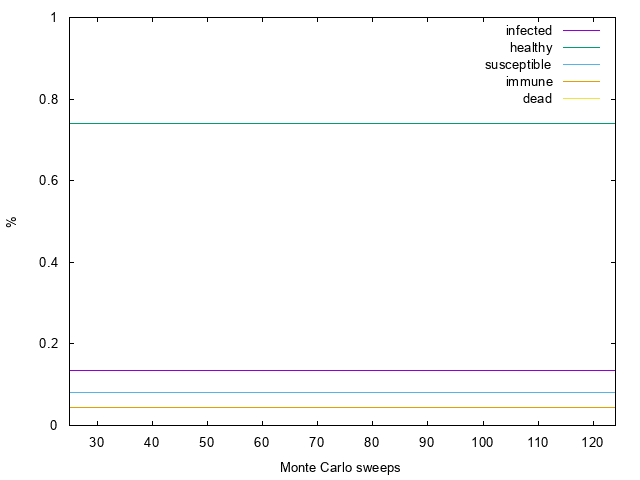 1
0.8
0.6
0.4
0.2
0
%
infected
healthy
susceptible
immune
dead
30 40 50 60 70 80 90 100 110 120
Monte Carlo sweeps